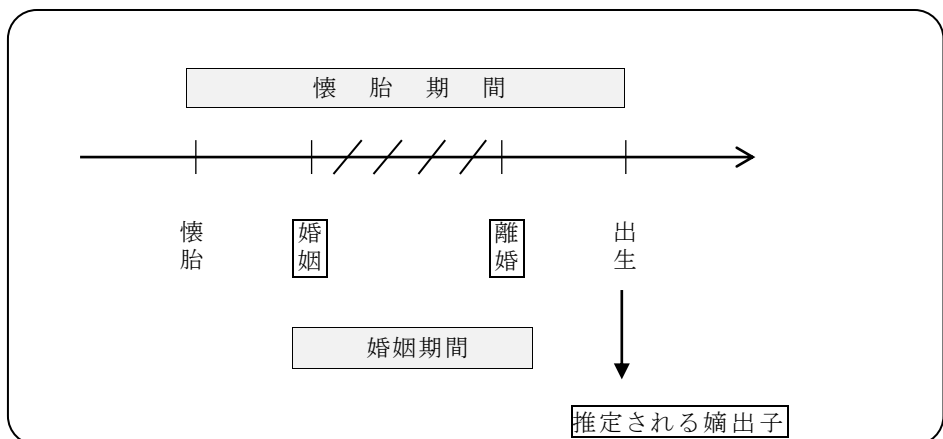 懐胎期間
懐胎
婚姻
離婚
出生
婚姻期間
推定される嫡出子